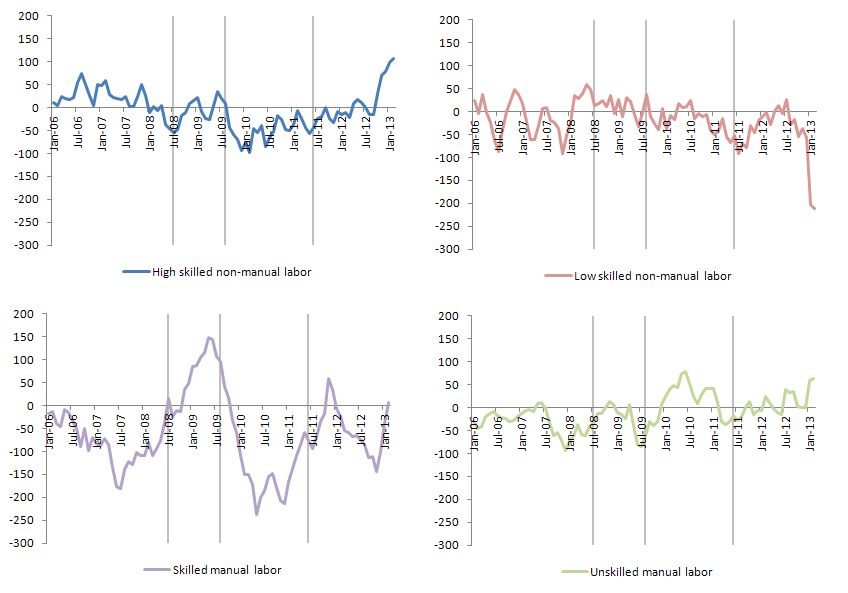 200
150
100
50
0
-50
-100
-150
-200
-250
-300
Jan-06
Jul-06
Jan-07
Jul-07
Jan-08
Jul-08
Jan-09
Jul-09
Jan-10
Jul-10
Jan-11
Jul-11
Jan-12
Jul-12
Jan-13
High skilled non-manual labor
200
150
100
50
0
-50
-100
-150
-200
-250
-300
Jan-06
Jul-06
Jan-07
Jul-07
Jan-08
Jul-08
Jan-09
Jul-09
Jan-10
Jul-10
Jan-11
Jul-11
Jan-12
Jul-12
Jan-13
Low skilled non-manual labor
200
150
100
50
0
-50
-100
-150
-200
-250
-300
Jan-06
Jul-06
Jan-07
Jul-07
Jan-08
Jul-08
Jan-09
Jul-09
Jan-10
Jul-10
Jan-11
Jul-11
Jan-12
Jul-12
Jan-13
Skilled manual labor
200
150
100
50
0
-50
-100
-150
-200
-250
-300
Jan-06
Jul-06
Jan-07
Jul-07
Jan-08
Jul-08
Jan-09
Jul-09
Jan-10
Jul-10
Jan-11
Jul-11
Jan-12
Jul-12
Jan-13
Unskilled manual labor